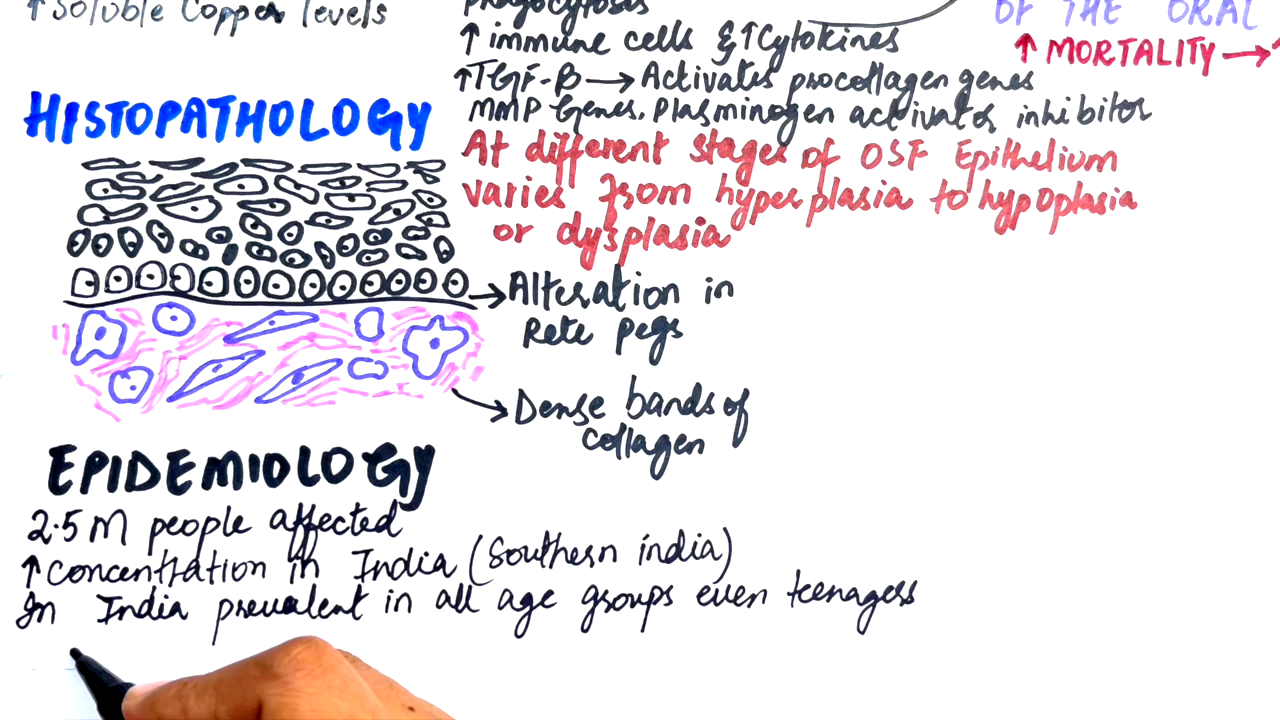 ↑ Soluble Copper levels
phagocytosis
↑ immune cells & ↑ Cytokines
↑ TGF-B → Activates procollagen genes
MMP Genes, Plasminogen activator inhibitor
OF THE ORAL
↑ MORTALITY →
HISTOPATHOLOGY
At different stages of OSF Epithelium
varies from hyperplasia to hypoplasia
or dysplasia
→ Alteration in
Rete pegs
→ Dense bands of
collagen
EPIDEMIOLOGY
2.5 M people affected
↑ concentration in India (Southern india)
In India prevalent in all age groups even teenagers